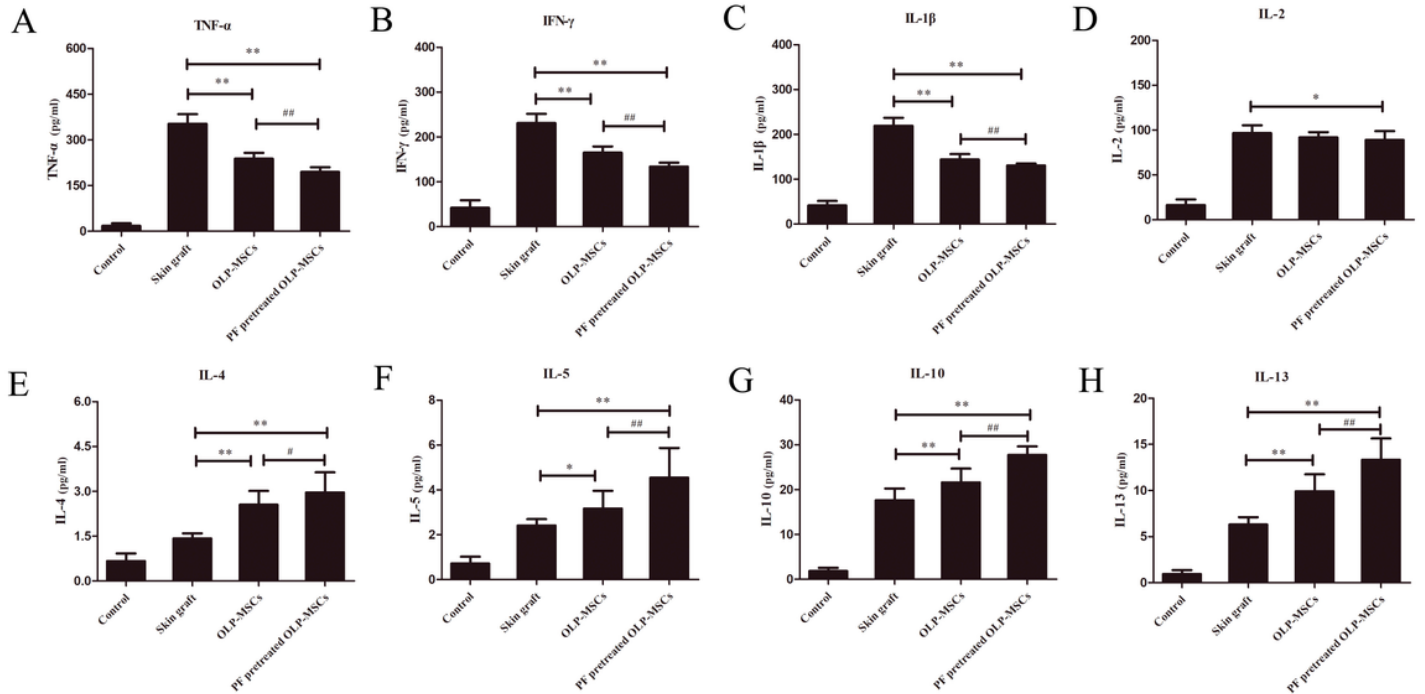 A
TNF-α
TNF-α (pg/ml)
600
450
300
150
0
**
**
##
Control
Skin graft
OLP-MSCs
PF pretreated OLP-MSCs
B
IFN-γ
IFN-γ (pg/ml)
400
300
200
100
0
**
**
##
Control
Skin graft
OLP-MSCs
PF pretreated OLP-MSCs
C
IL-1β
IL-1β (pg/ml)
400
300
200
100
0
**
**
##
Control
Skin graft
OLP-MSCs
PF pretreated OLP-MSCs
D
IL-2
IL-2 (pg/ml)
200
150
100
50
0
*
Control
Skin graft
OLP-MSCs
PF pretreated OLP-MSCs
E
IL-4
IL-4 (pg/ml)
6.0
4.5
3.0
1.5
0.0
**
**
#
Control
Skin graft
OLP-MSCs
PF pretreated OLP-MSCs
F
IL-5
IL-5 (pg/ml)
8
6
4
2
0
**
##
*
Control
Skin graft
OLP-MSCs
PF pretreated OLP-MSCs
G
IL-10
IL-10 (pg/ml)
40
30
20
10
0
**
##
**
Control
Skin graft
OLP-MSCs
PF pretreated OLP-MSCs
H
IL-13
IL-13 (pg/ml)
20
15
10
5
0
**
##
**
Control
Skin graft
OLP-MSCs
PF pretreated OLP-MSCs